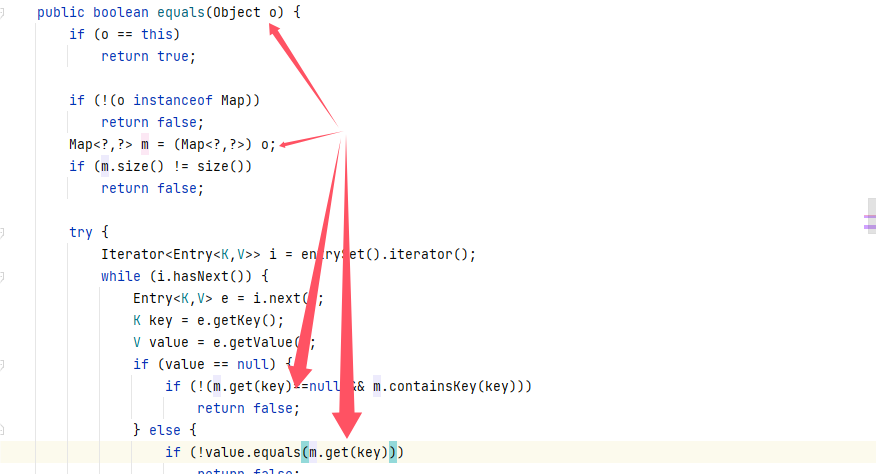 public boolean equals(Object o) {
if (o == this)
return true;
if (!(o instanceof Map))
return false;
Map<?,?> m = (Map<?,?>) o;
if (m.size() != size())
return false;
try {
Iterator<Entry<K,V>> i = entrySet().iterator();
while (i.hasNext()) {
Entry<K,V> e = i.next();
K key = e.getKey();
V value = e.getValue();
if (value == null) {
if (!(m.get(key)==null && m.containsKey(key)))
return false;
} else {
if (!value.equals(m.get(key)))
return false;